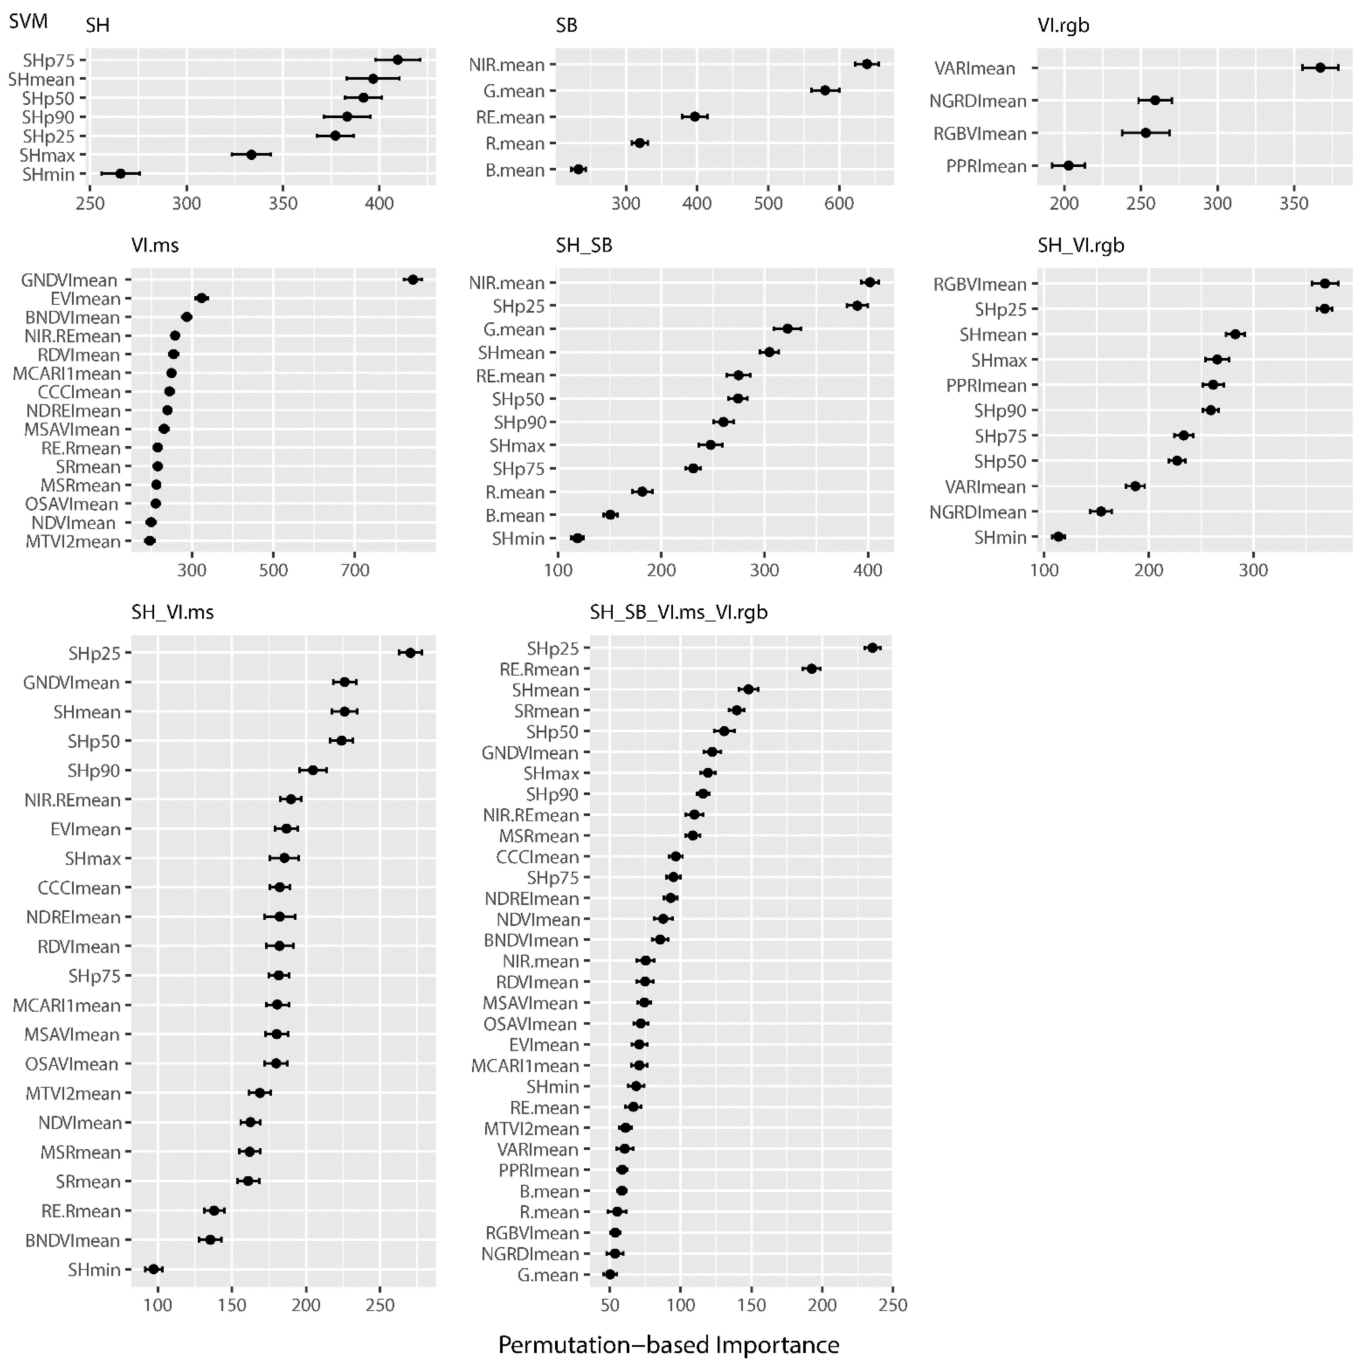 SVM
SH
SHp75
SHmean
SHp50
SHp90
SHp25
SHmax
SHmin
250 300 350 400
SB
NIR.mean
G.mean
RE.mean
R.mean
B.mean
300 400 500 600
VI.rgb
VARImean
NGRDImean
RGBVImean
PPRImean
200 250 300 350
VI.ms
GNDVImean
EVImean
BNDVImean
NIR.REmean
RDVImean
MCARI1mean
CCCImean
NDREImean
MSAVImean
RE.Rmean
SRmean
MSRmean
OSAVImean
NDVImean
MTVI2mean
300 500 700
SH_SB
NIR.mean
SHp25
G.mean
SHmean
RE.mean
SHp50
SHp90
SHmax
SHp75
R.mean
B.mean
SHmin
100 200 300 400
SH_VI.rgb
RGBVImean
SHp25
SHmean
SHmax
PPRImean
SHp90
SHp75
SHp50
VARImean
NGRDImean
SHmin
100 200 300
SH_VI.ms
SHp25
GNDVImean
SHmean
SHp50
SHp90
NIR.REmean
EVImean
SHmax
CCCImean
NDREImean
RDVImean
SHp75
MCARI1mean
MSAVImean
OSAVImean
MTVI2mean
NDVImean
MSRmean
SRmean
RE.Rmean
BNDVImean
SHmin
100 150 200 250
SH_SB_VI.ms_VI.rgb
SHp25
RE.Rmean
SHmean
SRmean
SHp50
GNDVImean
SHmax
SHp90
NIR.REmean
MSRmean
CCCImean
SHp75
NDREImean
NDVImean
BNDVImean
NIR.mean
RDVImean
MSAVImean
OSAVImean
EVImean
MCARI1mean
SHmin
RE.mean
MTVI2mean
VARImean
PPRImean
B.mean
R.mean
RGBVImean
NGRDImean
G.mean
50 100 150 200 250
Permutation−based Importance